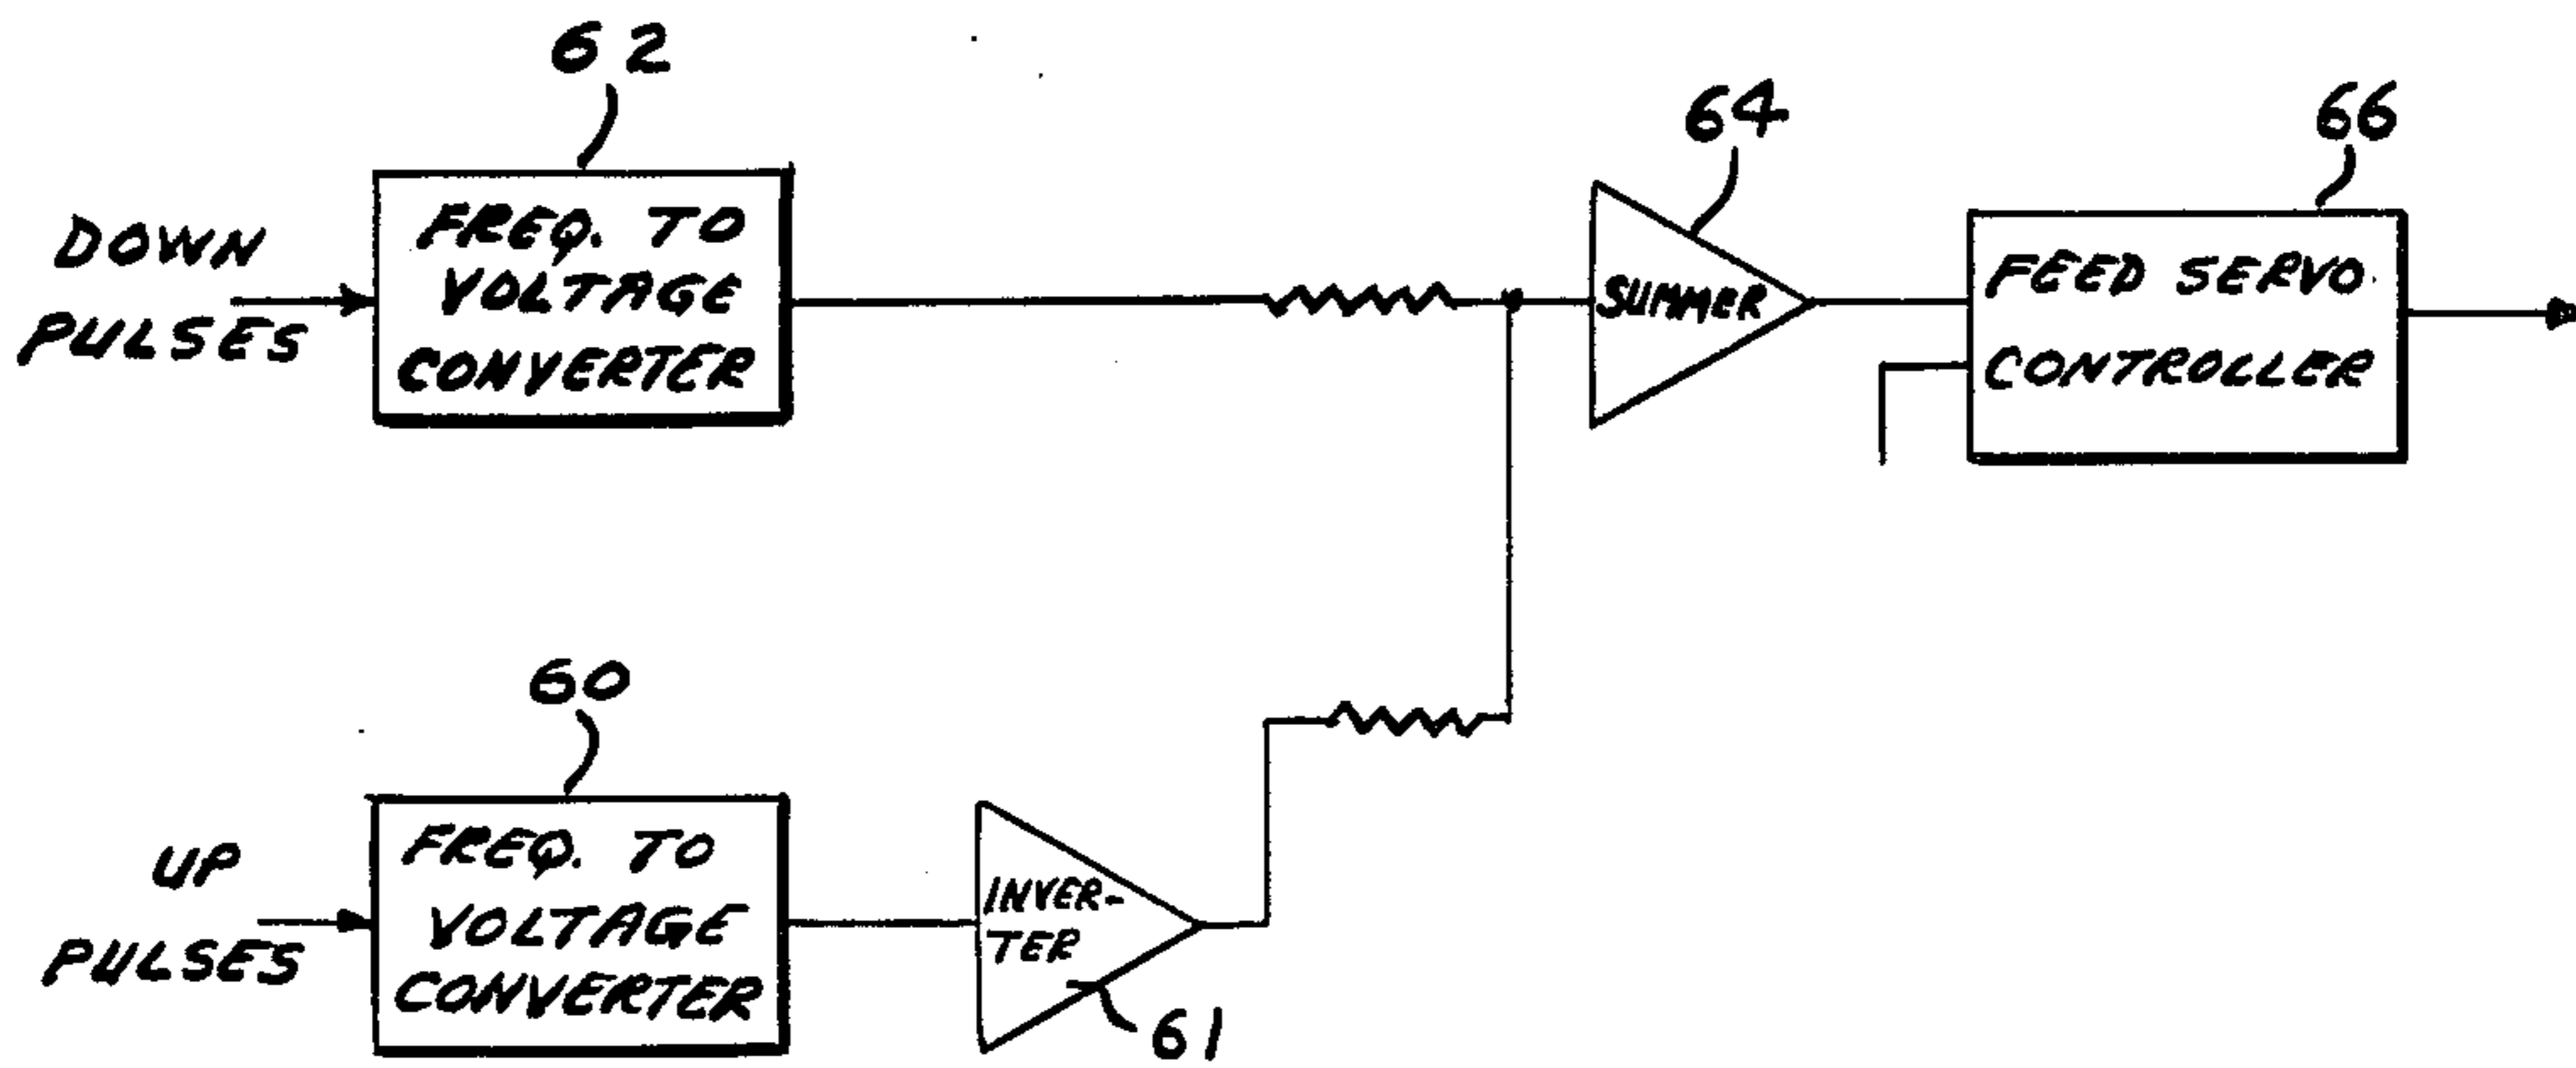 62
DOWN
PULSES
FREQ. TO
VOLTAGE
CONVERTER
64
SUMMER
66
FEED SERVO
CONTROLLER
60
UP
PULSES
FREQ. TO
VOLTAGE
CONVERTER
INVER-
TER
61